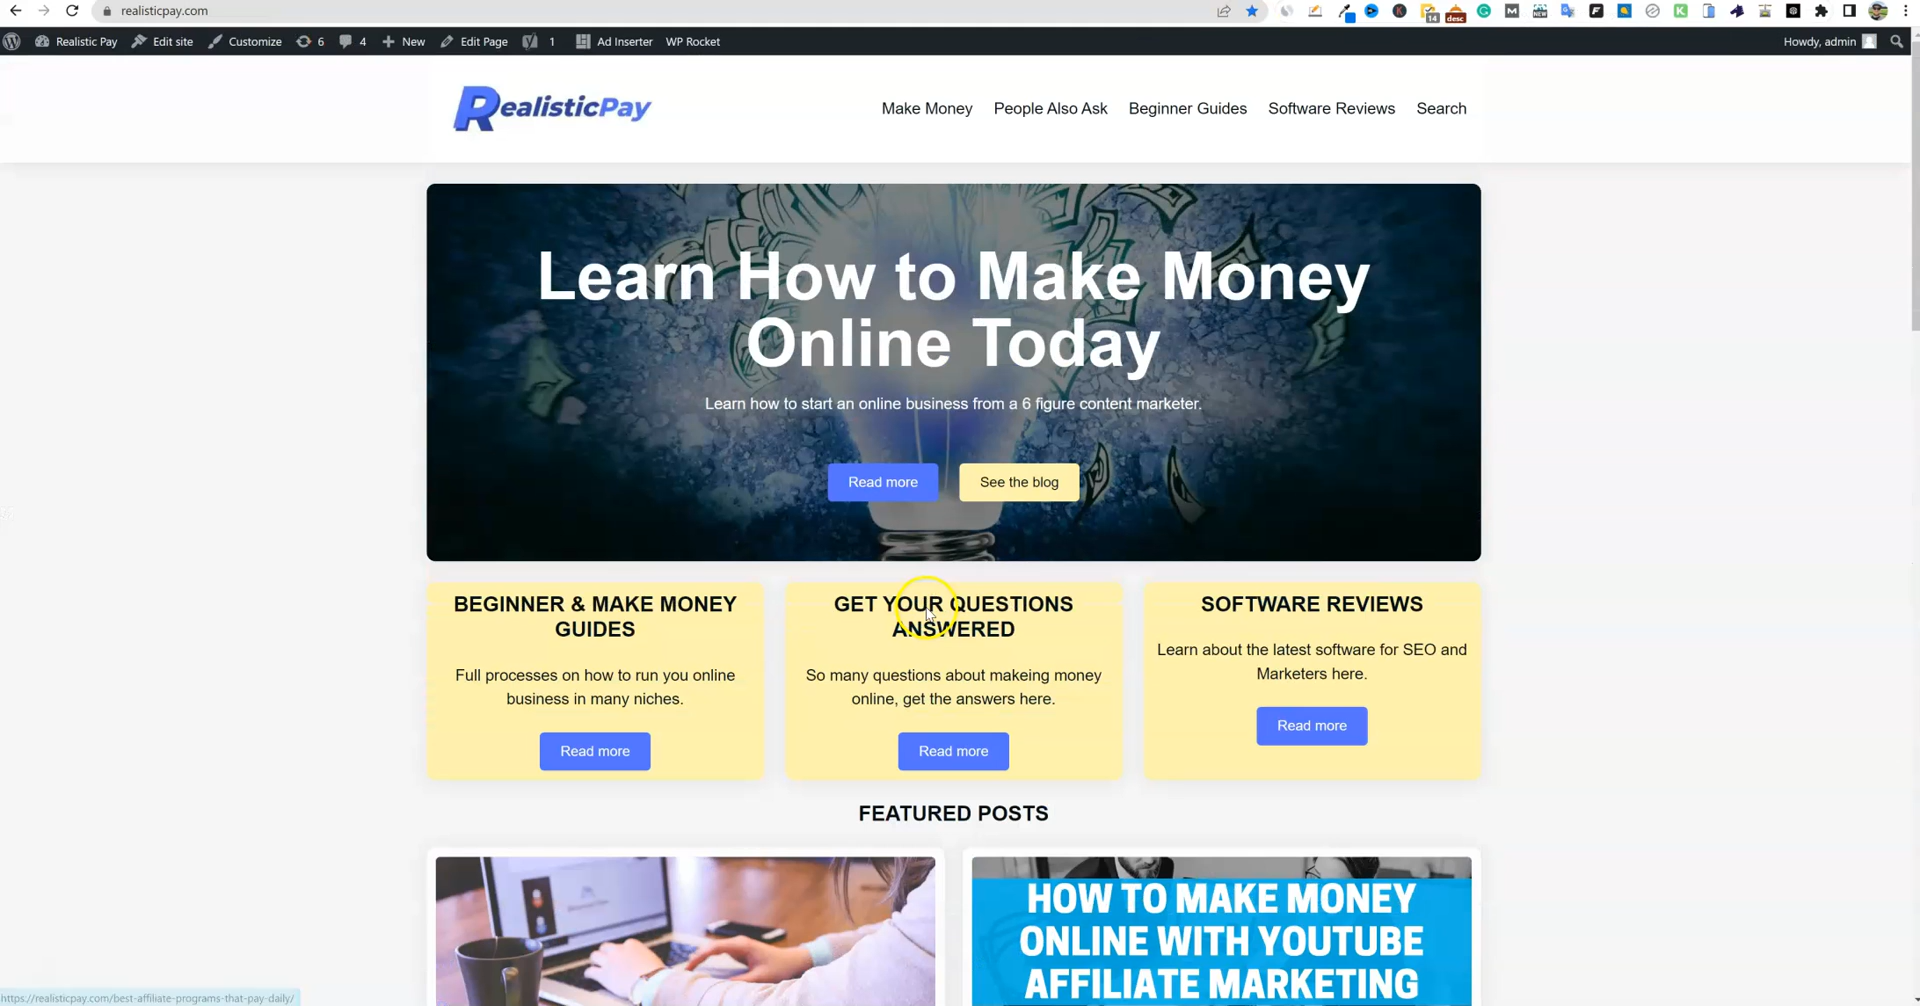 realisticpay.com
Realistic Pay Edit site Customize 6 4 New Edit Page 1 Ad Inserter WP Rocket Howdy, admin
RealisticPay Make Money People Also Ask Beginner Guides Software Reviews Search
Learn How to Make Money
Online Today
Learn how to start an online business from a 6 figure content marketer.
Read more See the blog
BEGINNER & MAKE MONEY
GUIDES
Full processes on how to run you online
business in many niches.
Read more
GET YOUR QUESTIONS
ANSWERED
So many questions about makeing money
online, get the answers here.
Read more
SOFTWARE REVIEWS
Learn about the latest software for SEO and
Marketers here.
Read more
FEATURED POSTS
HOW TO MAKE MONEY
ONLINE WITH YOUTUBE
AFFILIATE MARKETING
https://realisticpay.com/best-affiliate-programs-that-pay-daily/